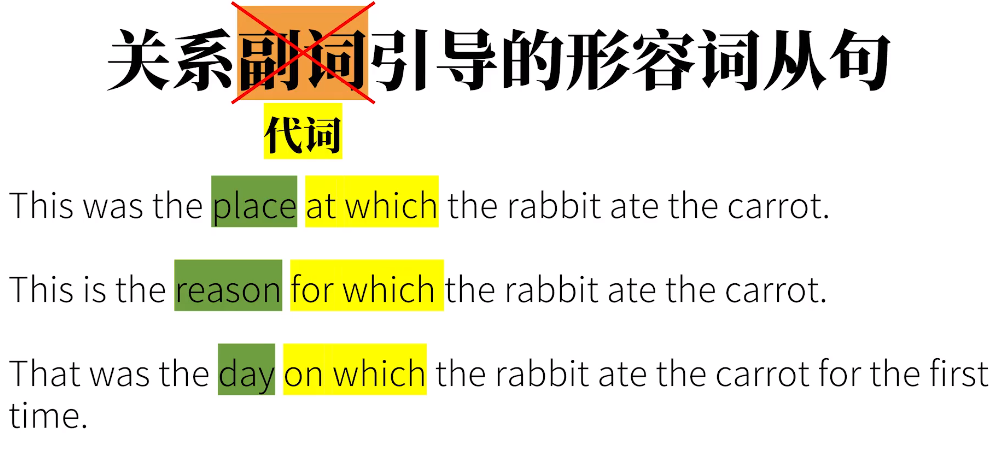 关系副词引导的形容词从句
代词
This was the place at which the rabbit ate the carrot.
This is the reason for which the rabbit ate the carrot.
That was the day on which the rabbit ate the carrot for the first
time.